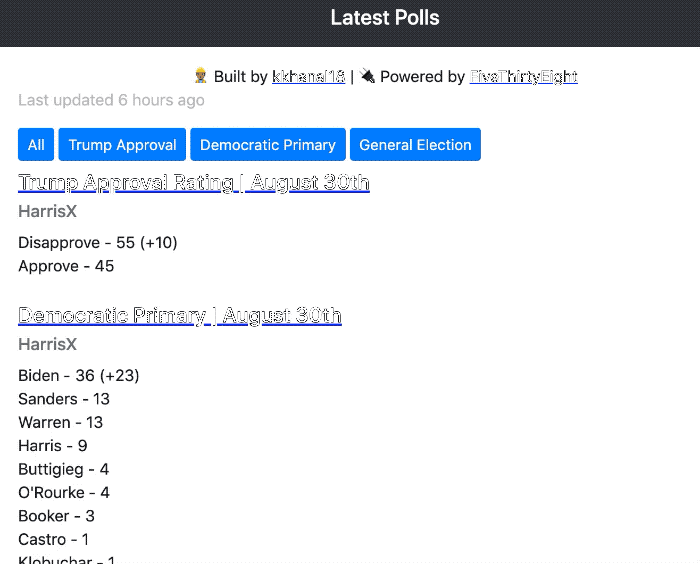 Latest Polls
Built by kkhanal18 | Powered by FiveThirtyEight
Last updated 6 hours ago
All Trump Approval Democratic Primary General Election
Trump Approval Rating | August 30th
HarrisX
Disapprove - 55 (+10)
Approve - 45
Democratic Primary | August 30th
HarrisX
Biden - 36 (+23)
Sanders - 13
Warren - 13
Harris - 9
Buttigieg - 4
O'Rourke - 4
Booker - 3
Castro - 1
Klobuchar - 1